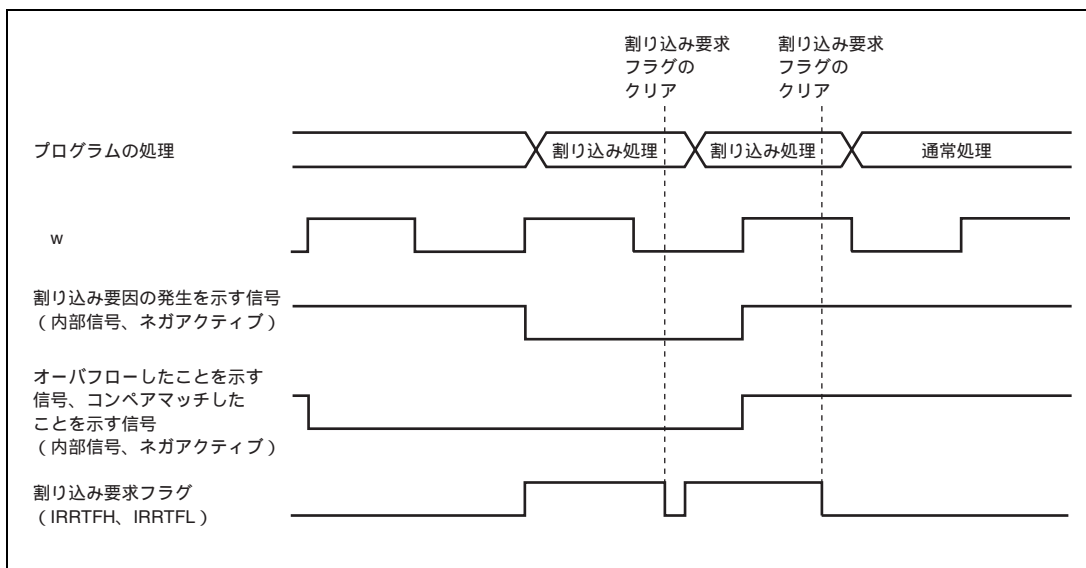 割り込み要求
フラグの
クリア
割り込み要求
フラグの
クリア
プログラムの処理
割り込み処理
割り込み処理
通常処理
w
割り込み要因の発生を示す信号
（内部信号、ネガアクティブ）
オーバフローしたことを示す
信号、コンペアマッチした
ことを示す信号
（内部信号、ネガアクティブ）
割り込み要求フラグ
（IRRTFH、IRRTFL）